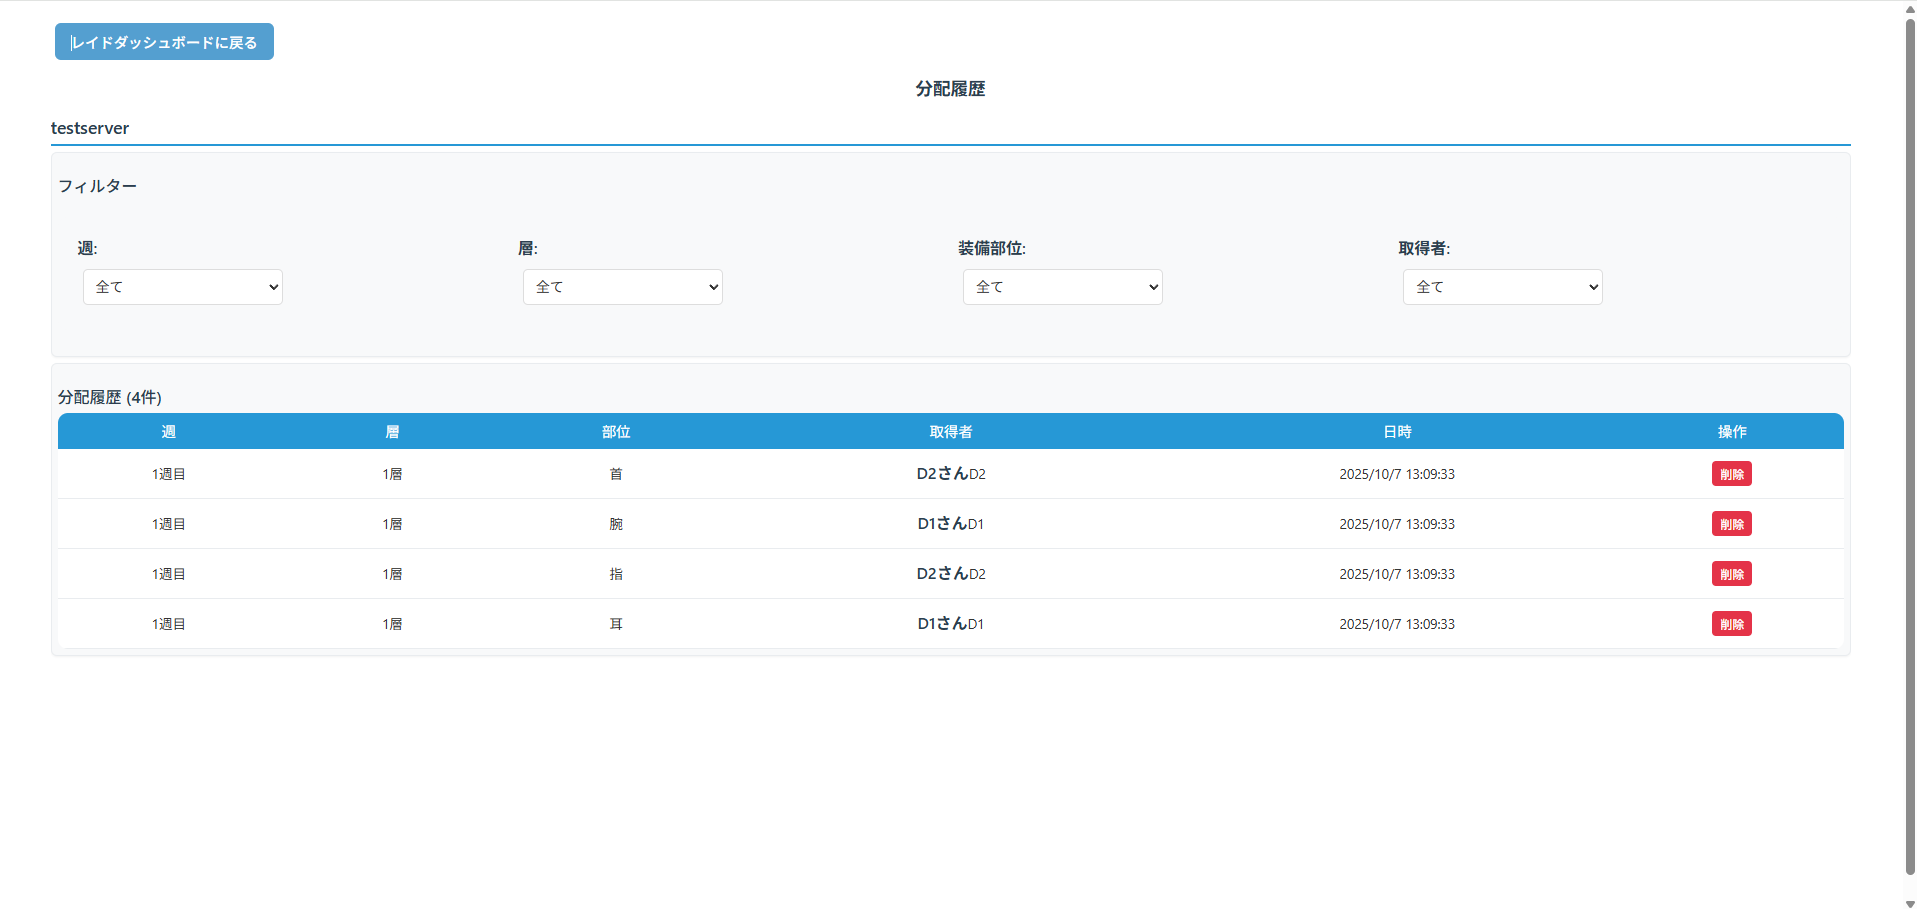 レイドダッシュボードに戻る
分配履歴
testserver
フィルター
週: 層: 装備部位: 取得者:
全て 全て 全て 全て
分配履歴 (4件)
週 層 部位 取得者 日時 操作
1週目 1層 首 D2さんD2 2025/10/7 13:09:33 削除
1週目 1層 腕 D1さんD1 2025/10/7 13:09:33 削除
1週目 1層 指 D2さんD2 2025/10/7 13:09:33 削除
1週目 1層 耳 D1さんD1 2025/10/7 13:09:33 削除